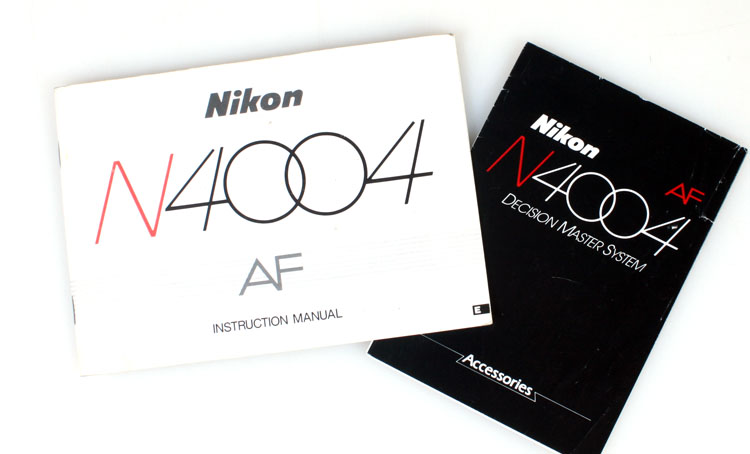 Nikon
N4004
AF
INSTRUCTION MANUAL
E
Nikon
AF
N4004
DECISION MASTER SYSTEM
Accessories